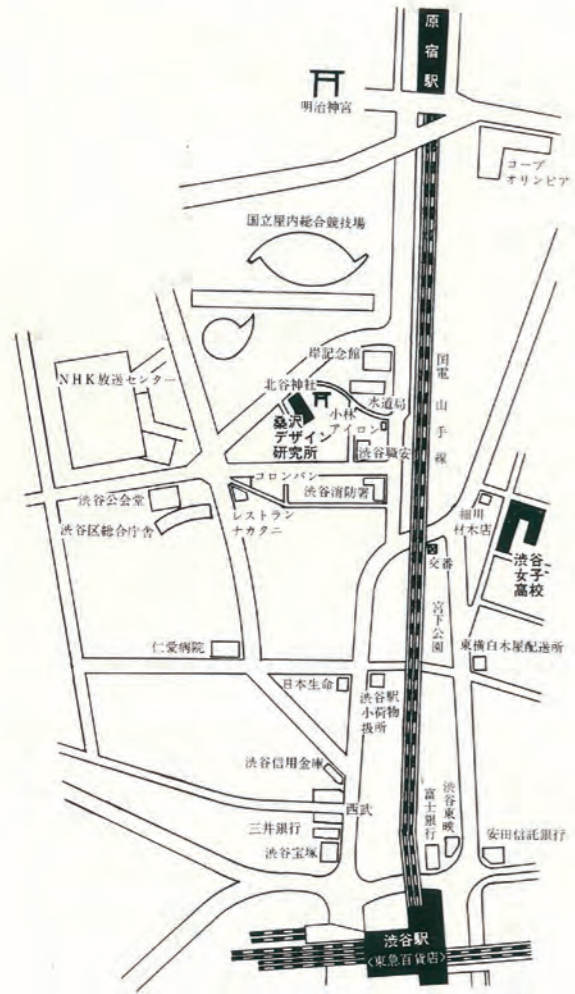 原宿駅
明治神宮
コープ
オリンピア
国立屋内総合競技場
岸記念館
国電 山手線
NHK放送センター
北谷神社
水道局
小林
アイロン
桑沢
デザイン
研究所
渋谷職安
コロンバン
渋谷消防署
渋谷公会堂
レストラン
ナカタニ
渋谷区総合庁舎
細川
材木店
渋谷
女子
高校
交番
宮下公園
東横白木屋配送所
仁愛病院
日本生命
渋谷駅
小荷物
扱所
渋谷信用金庫
西武
三井銀行
渋谷宝塚
富士銀行
渋谷東映
安田信託銀行
渋谷駅
〈東急百貨店〉